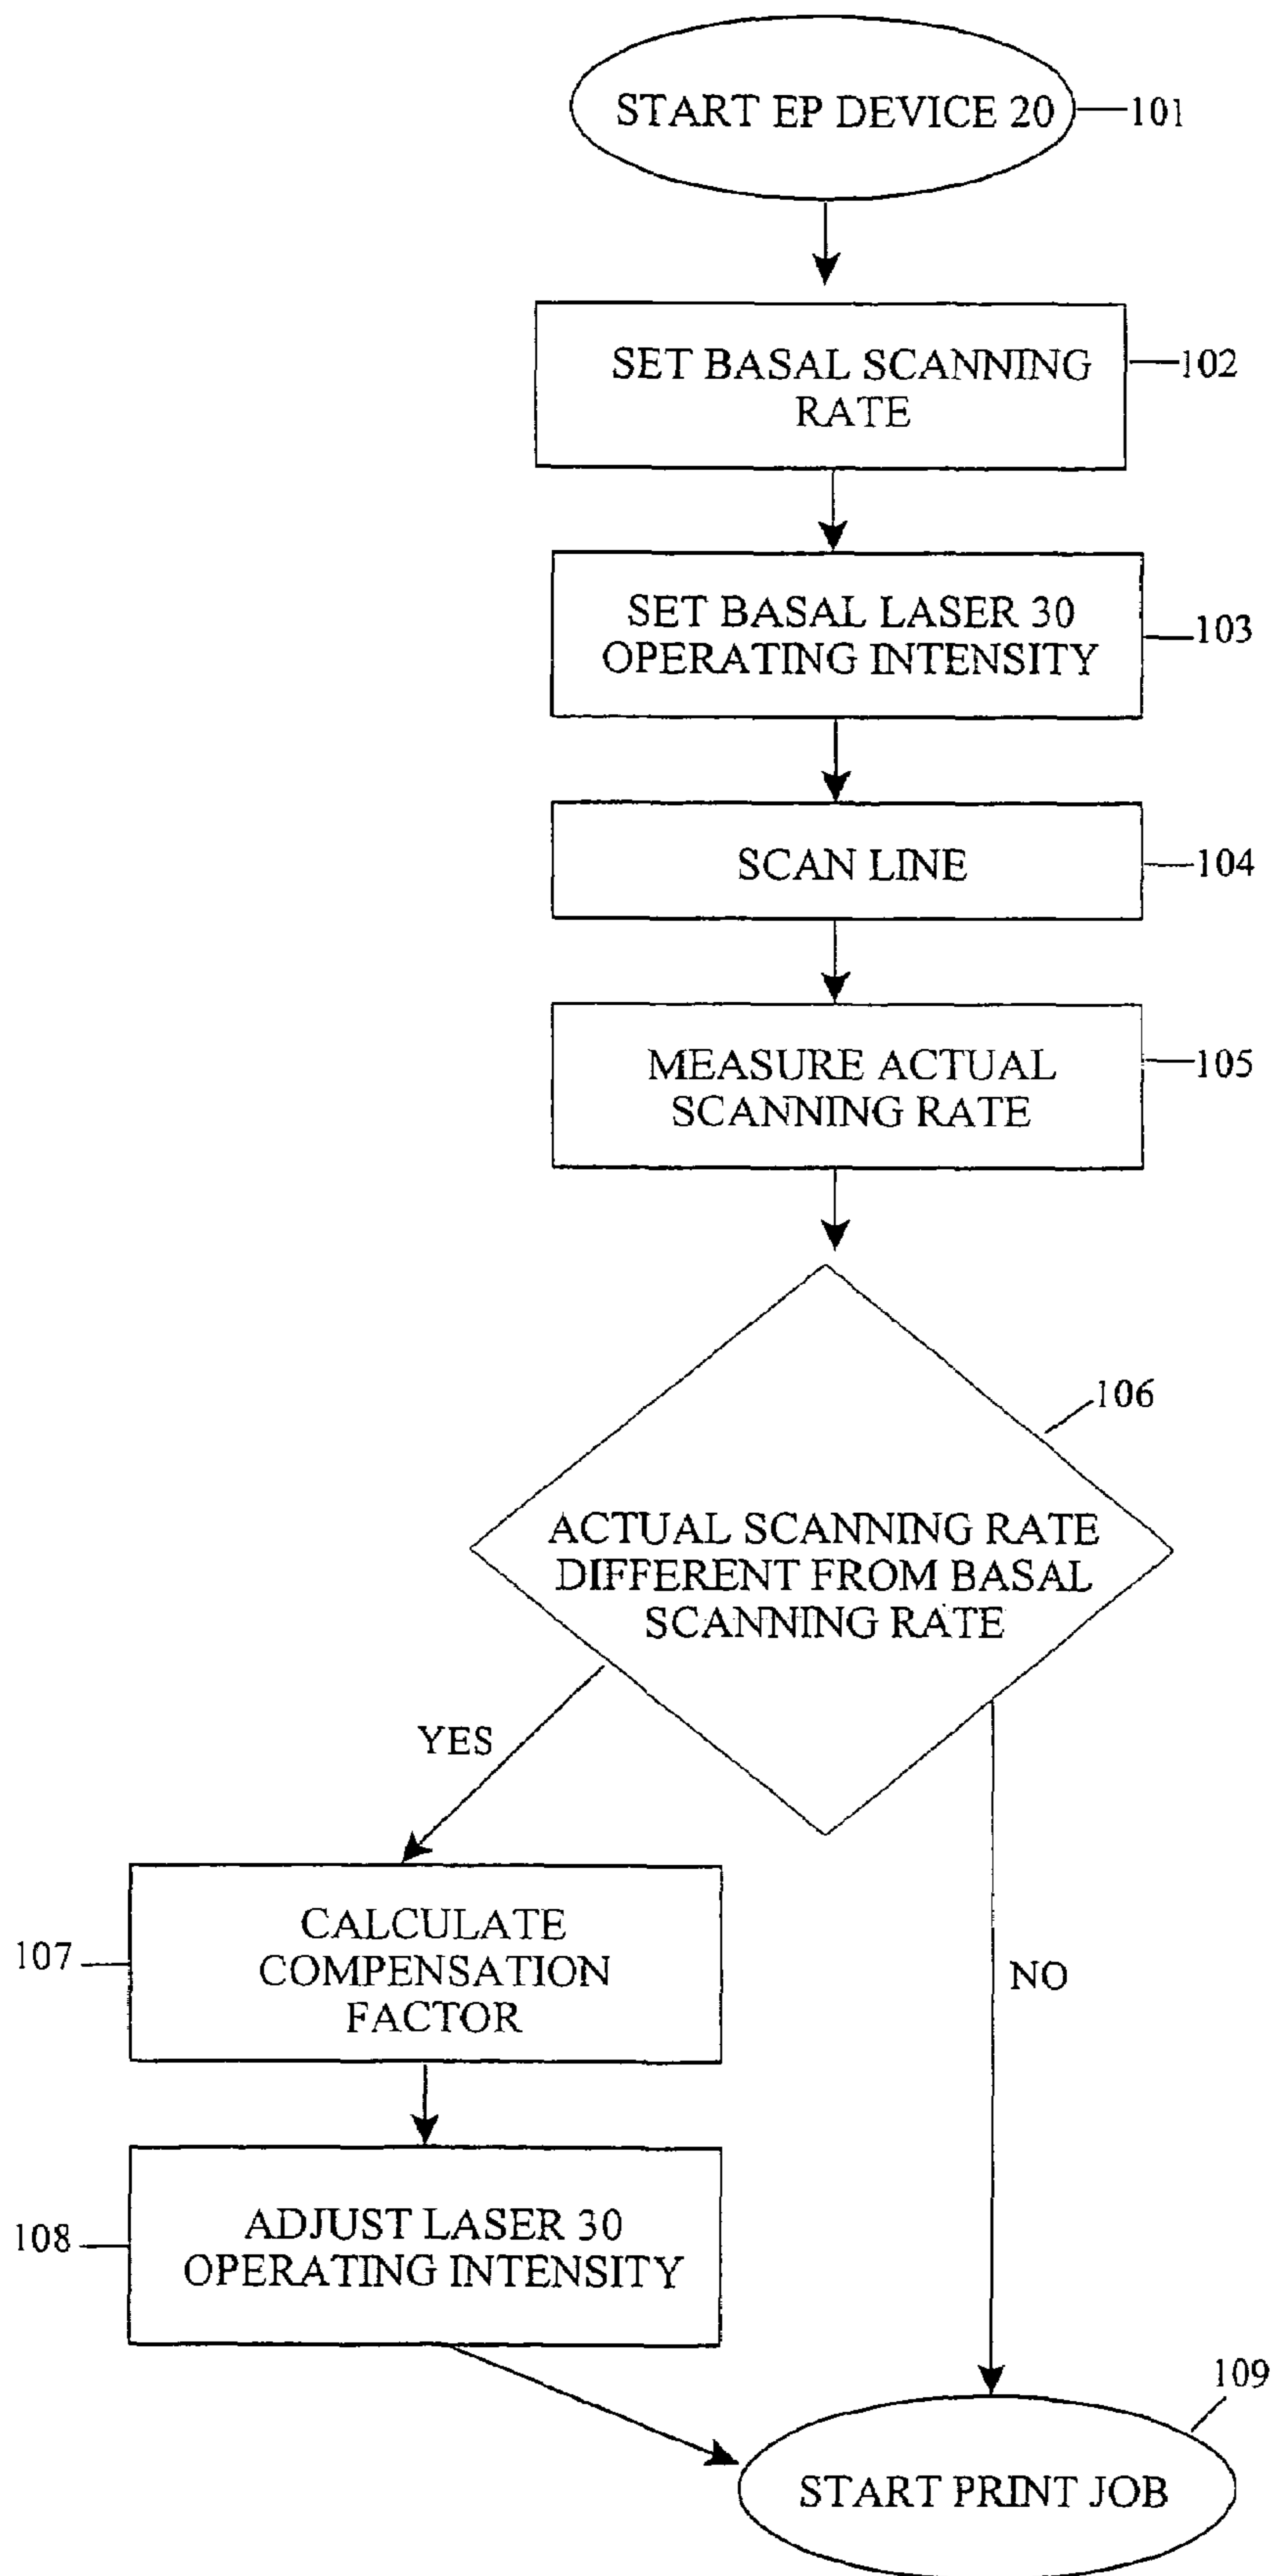 START EP DEVICE 20
101
SET BASAL SCANNING
RATE
102
SET BASAL LASER 30
OPERATING INTENSITY
103
SCAN LINE
104
MEASURE ACTUAL
SCANNING RATE
105
106
ACTUAL SCANNING RATE
DIFFERENT FROM BASAL
SCANNING RATE
YES
NO
107
CALCULATE
COMPENSATION
FACTOR
108
ADJUST LASER 30
OPERATING INTENSITY
109
START PRINT JOB